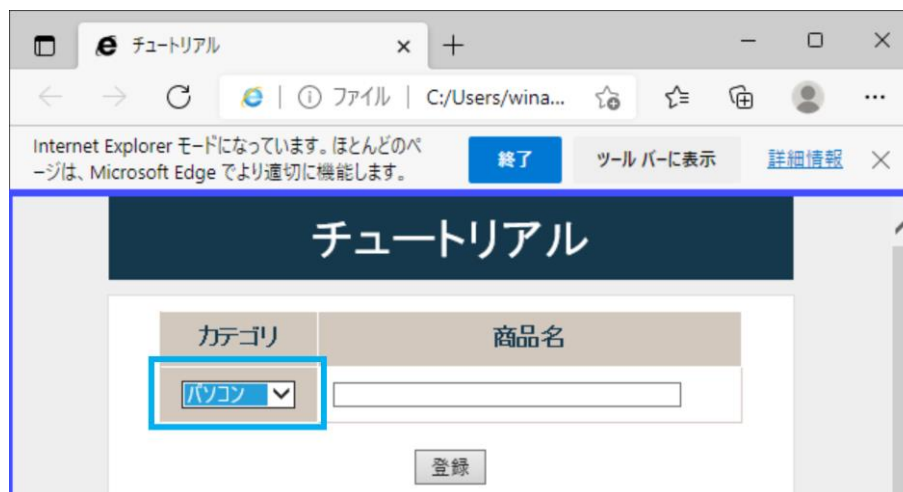 チュートリアル
ファイル | C:/Users/wina...
Internet Explorer モードになっています。ほとんどのペ
ージは、Microsoft Edge でより適切に機能します。
終了
ツール バーに表示
詳細情報
チュートリアル
カテゴリ 商品名
パソコン
登録